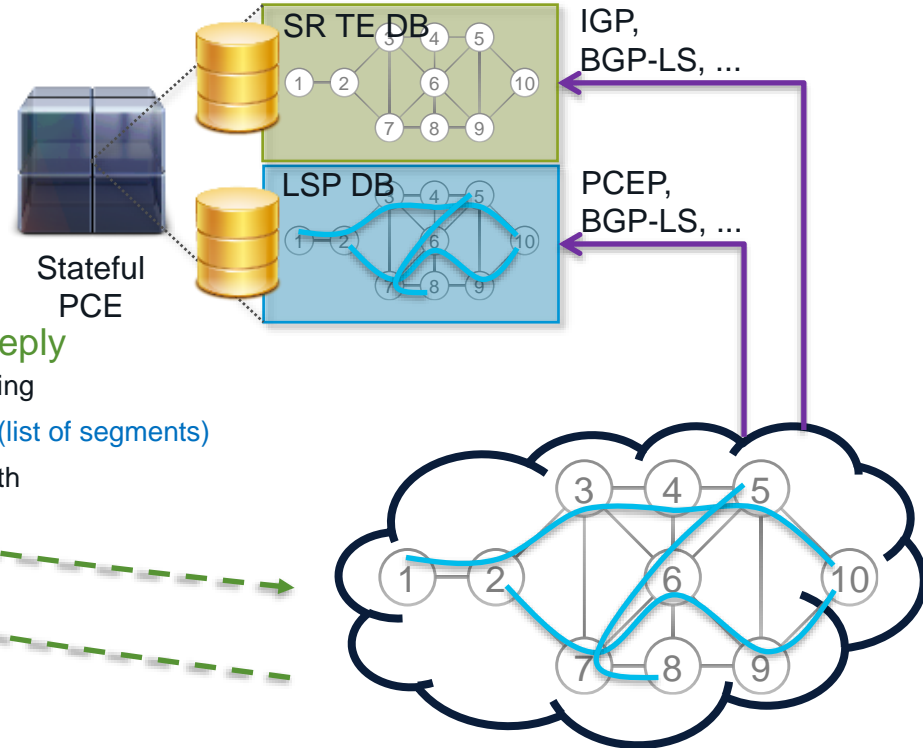 SR TE DB
3 4 5
1 2 6 10
7 8 9
IGP,
BGP-LS, ...
LSP DB
3 4 5
1 2 6 10
7 8 9
PCEP,
BGP-LS, ...
Stateful
PCE
eply
ing
(list of segments)
th
3 4 5
1 2 6 10
7 8 9